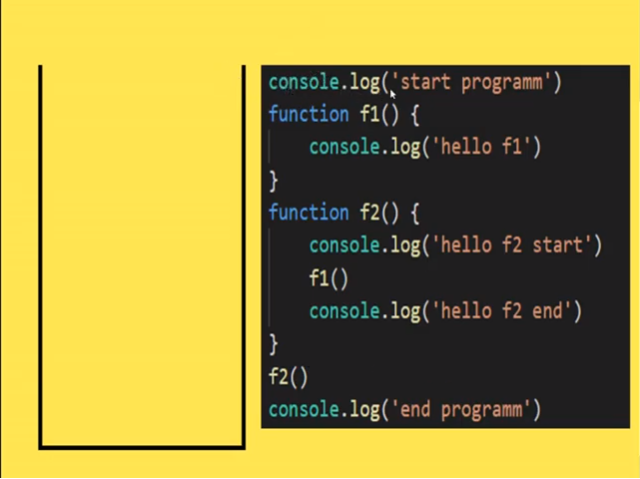 console.log('start programm')
function f1() {
console.log('hello f1')
}
function f2() {
console.log('hello f2 start')
f1()
console.log('hello f2 end')
}
f2()
console.log('end programm')